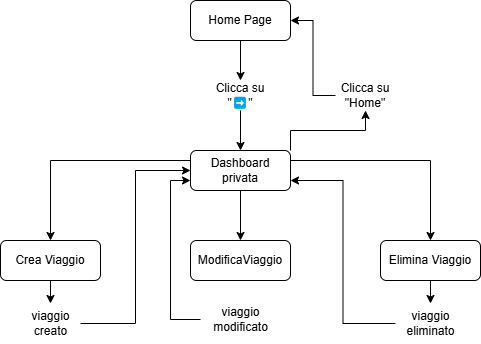 Home Page
Clicca su
"➡️"
Clicca su
"Home"
Dashboard
privata
Crea Viaggio
ModificaViaggio
Elimina Viaggio
viaggio
creato
viaggio
modificato
viaggio
eliminato